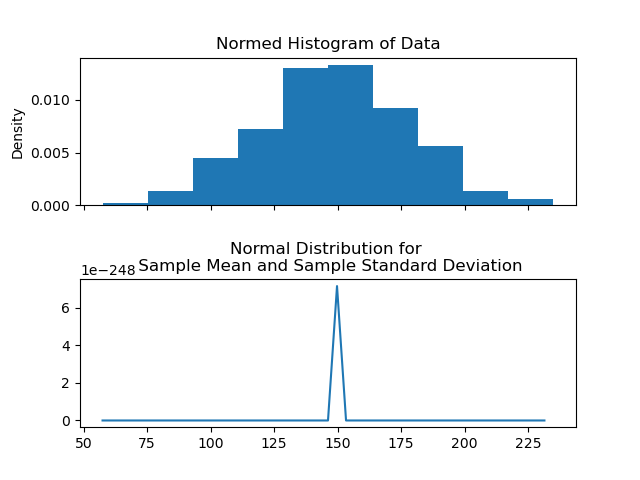 Normed Histogram of Data
0.010
0.005
0.000
Density
Normal Distribution for
Sample Mean and Sample Standard Deviation
1e−248
6
4
2
0
50 75 100 125 150 175 200 225